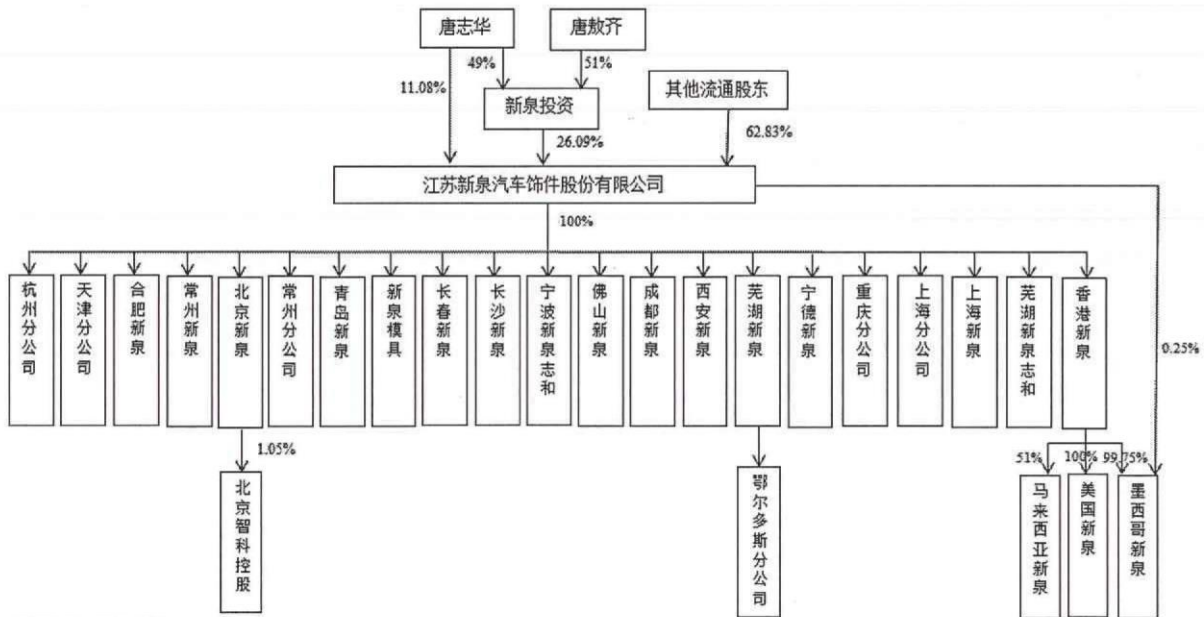 唐志华
唐敖齐
49%
51%
11.08%
新泉投资
其他流通股东
26.09%
62.83%
江苏新泉汽车饰件股份有限公司
100%
杭州分公司
天津分公司
合肥新泉
常州新泉
北京新泉
常州分公司
青岛新泉
新泉模具
长春新泉
长沙新泉
宁波新泉志和
佛山新泉
成都新泉
西安新泉
芜湖新泉
宁德新泉
重庆分公司
上海分公司
上海新泉
芜湖新泉志和
香港新泉
0.25%
1.05%
51%
100%
99.75%
北京智科控股
鄂尔多斯分公司
马来西亚新泉
美国新泉
墨西哥新泉